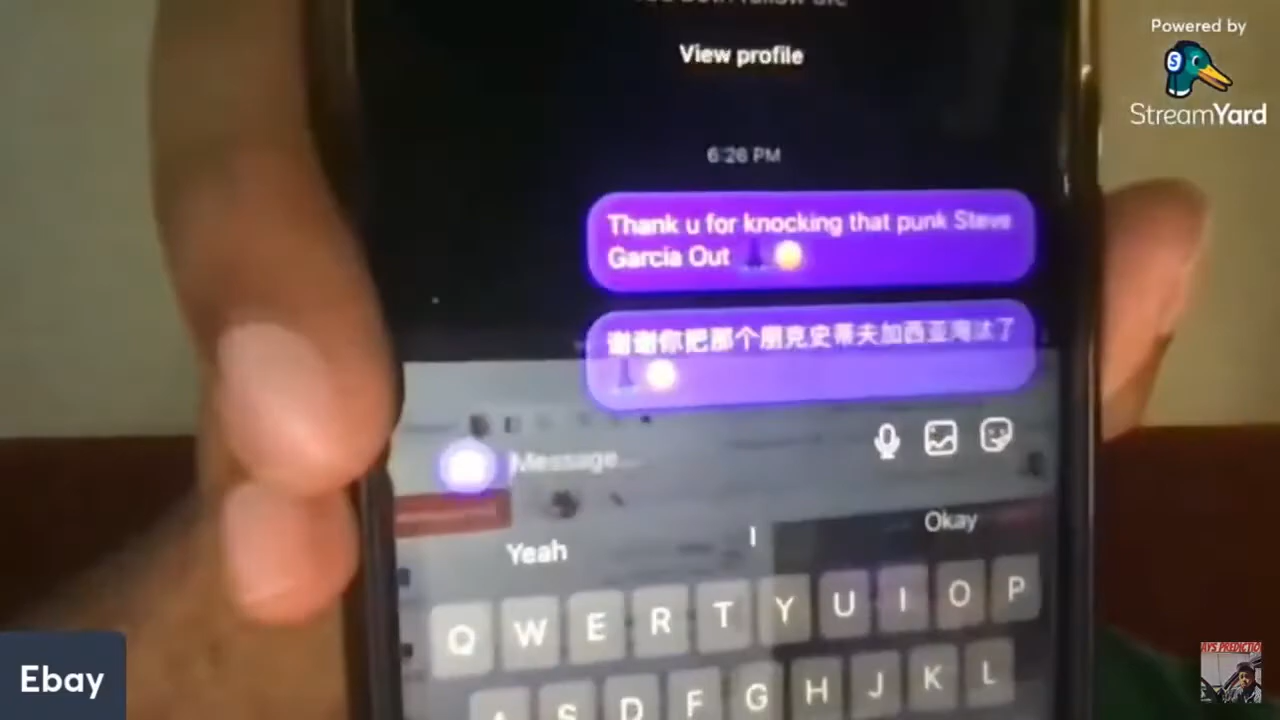 Powered by
StreamYard
View profile
6:26 PM
Thank u for knocking that punk Steve
Garcia Out
谢谢你把那个朋克史蒂夫加西亚淘汰了
Message...
Yeah
I
Okay
Q W E R T Y U I O P
A S D F G H J K L
Ebay